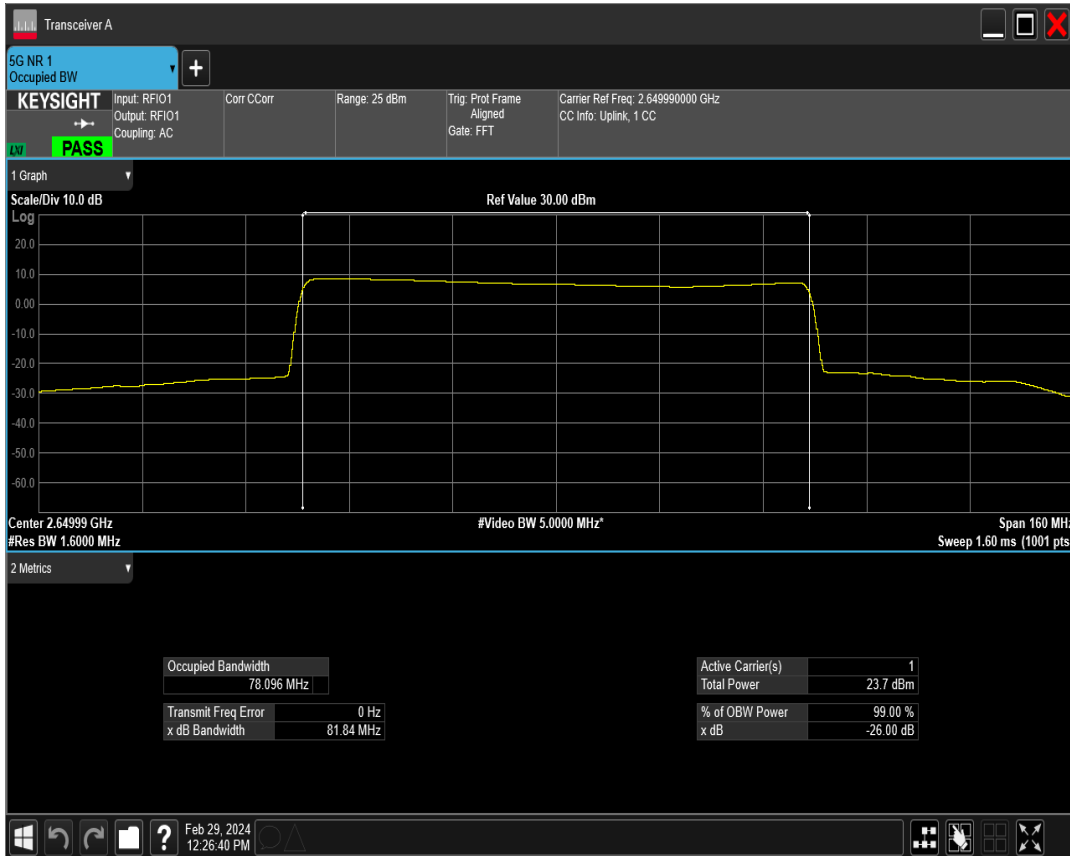 Transceiver A
5G NR 1
Occupied BW
KEYSIGHT
LXI
PASS
Input: RFIO1
Output: RFIO1
Coupling: AC
Corr CCorr
Range: 25 dBm
Trig: Prot Frame
Aligned
Gate: FFT
Carrier Ref Freq: 2.649990000 GHz
CC Info: Uplink, 1 CC
1 Graph
Scale/Div 10.0 dB
Ref Value 30.00 dBm
Log
20.0
10.0
0.00
-10.0
-20.0
-30.0
-40.0
-50.0
-60.0
Center 2.64999 GHz
#Video BW 5.0000 MHz*
Span 160 MHz
#Res BW 1.6000 MHz
Sweep 1.60 ms (1001 pts
2 Metrics
Occupied Bandwidth
78.096 MHz
Transmit Freq Error 0 Hz
x dB Bandwidth 81.84 MHz
Active Carrier(s) 1
Total Power 23.7 dBm
% of OBW Power 99.00 %
x dB -26.00 dB
?
Feb 29, 2024
12:26:40 PM